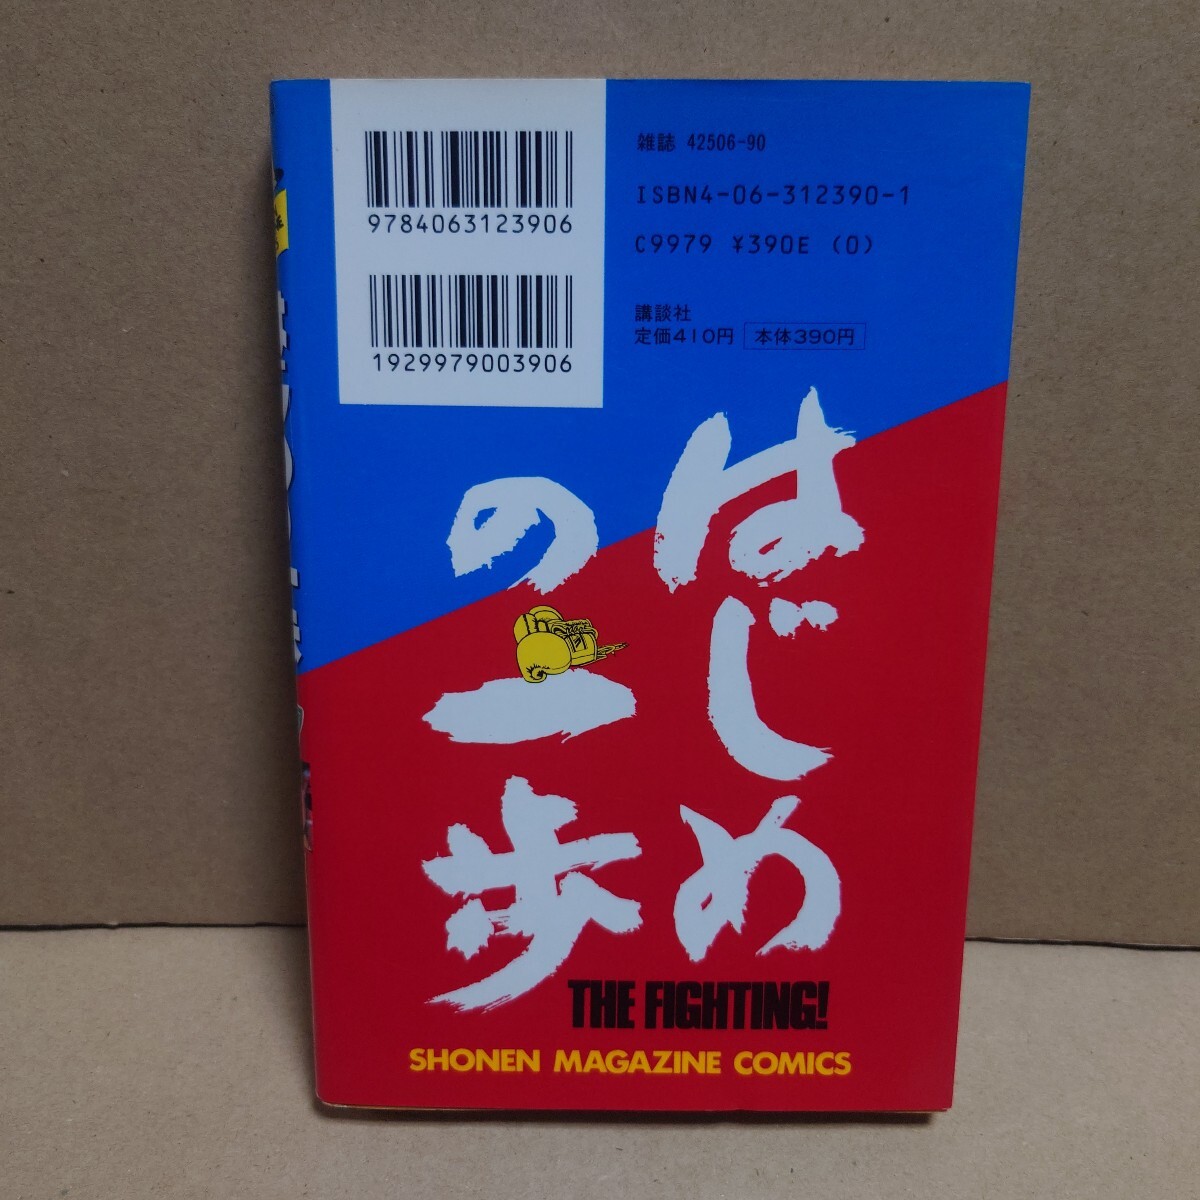 9784063123906
1929979003906
雑誌 42506-90
ISBN4-06-312390-1
C9979 ¥390E (0)
講談社
定価410円 本体390円
はじめ
の一歩
THE FIGHTING!
SHONEN MAGAZINE COMICS